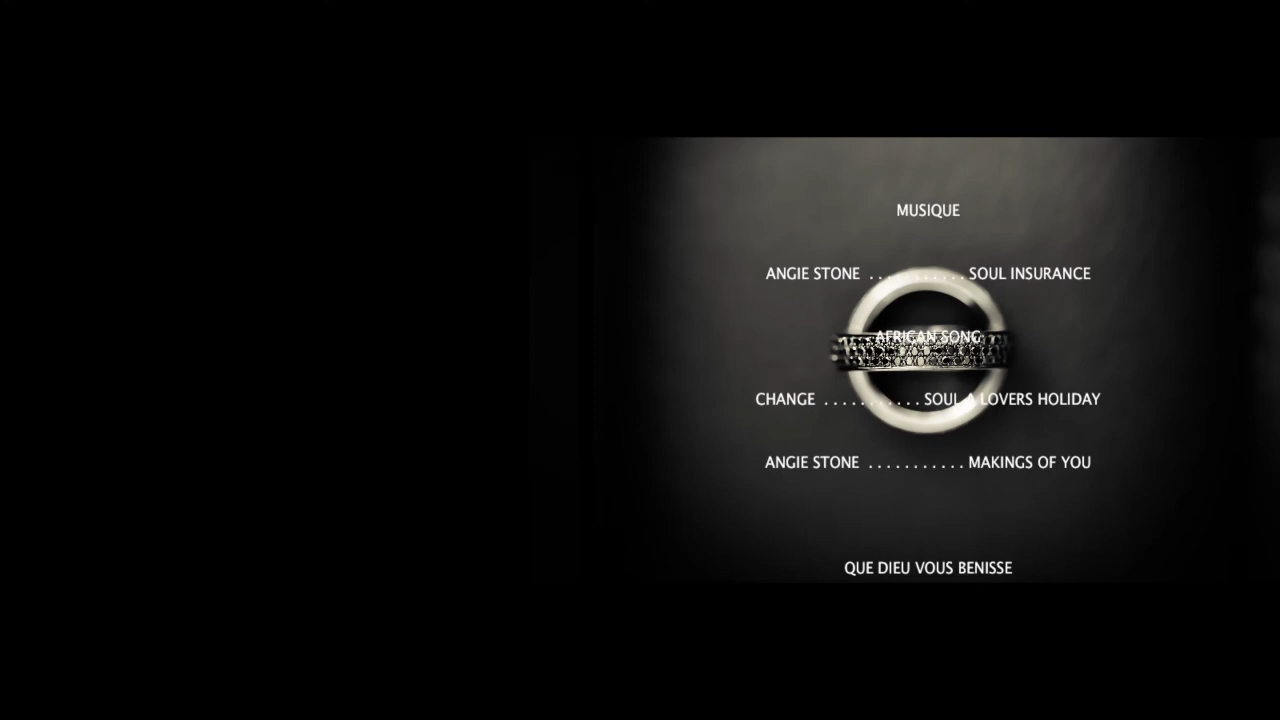 MUSIQUE
ANGIE STONE ........... SOUL INSURANCE
AFRICAN SONG
CHANGE ........... SOUL A LOVERS HOLIDAY
ANGIE STONE ........... MAKINGS OF YOU
QUE DIEU VOUS BENISSE